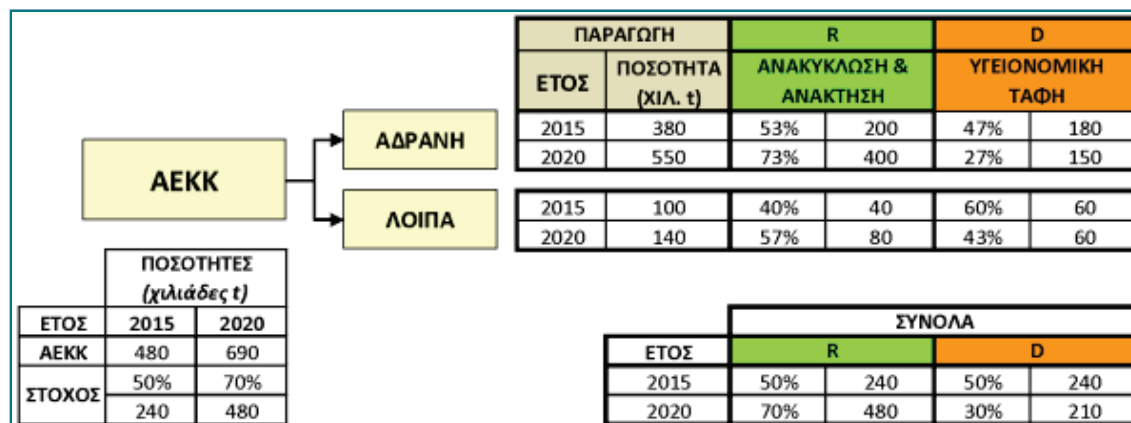 ΠΑΡΑΓΩΓΗ R D
ΕΤΟΣ ΠΟΣΟΤΗΤΑ (ΧΙΛ. t) ΑΝΑΚΥΚΛΩΣΗ & ΑΝΑΚΤΗΣΗ ΥΓΕΙΟΝΟΜΙΚΗ ΤΑΦΗ
ΑΕΚΚ
ΑΔΡΑΝΗ
2015 380 53% 200 47% 180
2020 550 73% 400 27% 150
ΛΟΙΠΑ
2015 100 40% 40 60% 60
2020 140 57% 80 43% 60
ΠΟΣΟΤΗΤΕΣ
(χιλιάδες t)
ΕΤΟΣ 2015 2020
ΑΕΚΚ 480 690
ΣΤΟΧΟΣ 50% 70%
240 480
ΣΥΝΟΛΑ
ΕΤΟΣ R D
2015 50% 240 50% 240
2020 70% 480 30% 210